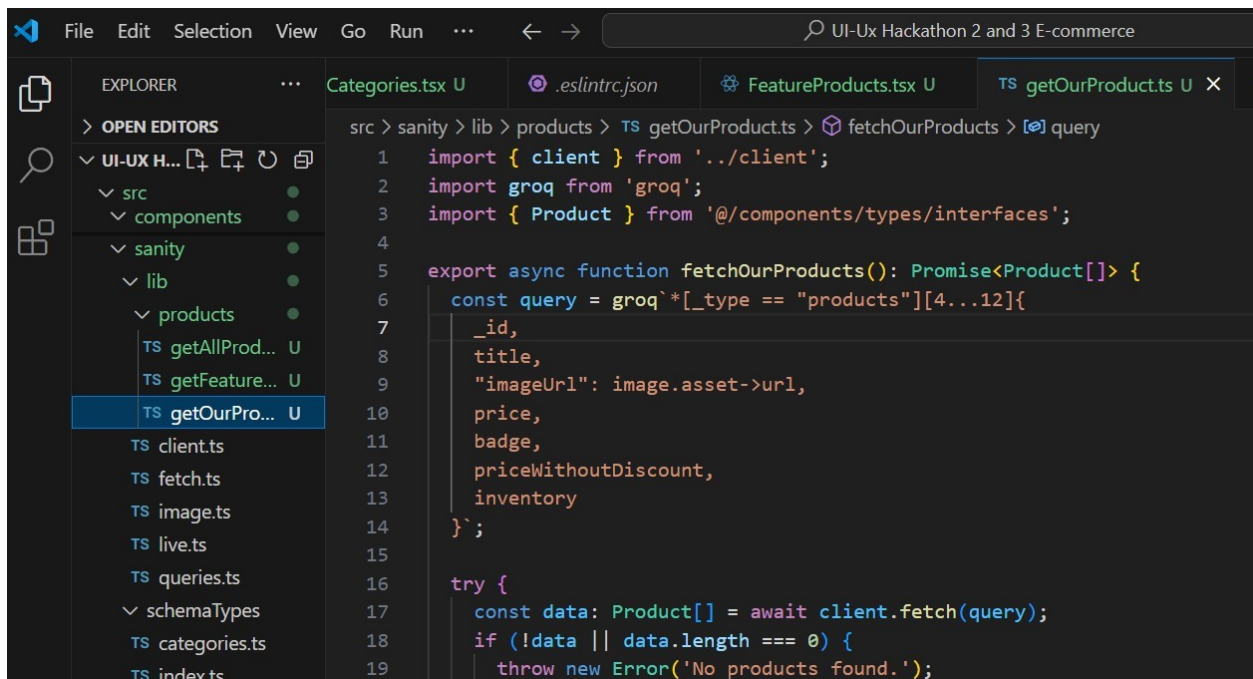 File Edit Selection View Go Run ··· ← → UI-Ux Hackathon 2 and 3 E-commerce
EXPLORER ···
OPEN EDITORS
UI-UX H...
src
components
sanity
lib
products
TS getAllProd... U
TS getFeature... U
TS getOurPro... U
TS client.ts
TS fetch.ts
TS image.ts
TS live.ts
TS queries.ts
schemaTypes
TS categories.ts
TS index.ts
Categories.tsx U .eslintrc.json FeatureProducts.tsx U TS getOurProduct.ts U ×
src > sanity > lib > products > TS getOurProduct.ts > fetchOurProducts > query
1 import { client } from '../client';
2 import groq from 'groq';
3 import { Product } from '@/components/types/interfaces';
4
5 export async function fetchOurProducts(): Promise<Product[]> {
6 const query = groq`*[_type == "products"][4...12]{
7 _id,
8 title,
9 "imageUrl": image.asset->url,
10 price,
11 badge,
12 priceWithoutDiscount,
13 inventory
14 }`;
15
16 try {
17 const data: Product[] = await client.fetch(query);
18 if (!data || data.length === 0) {
19 throw new Error('No products found.');